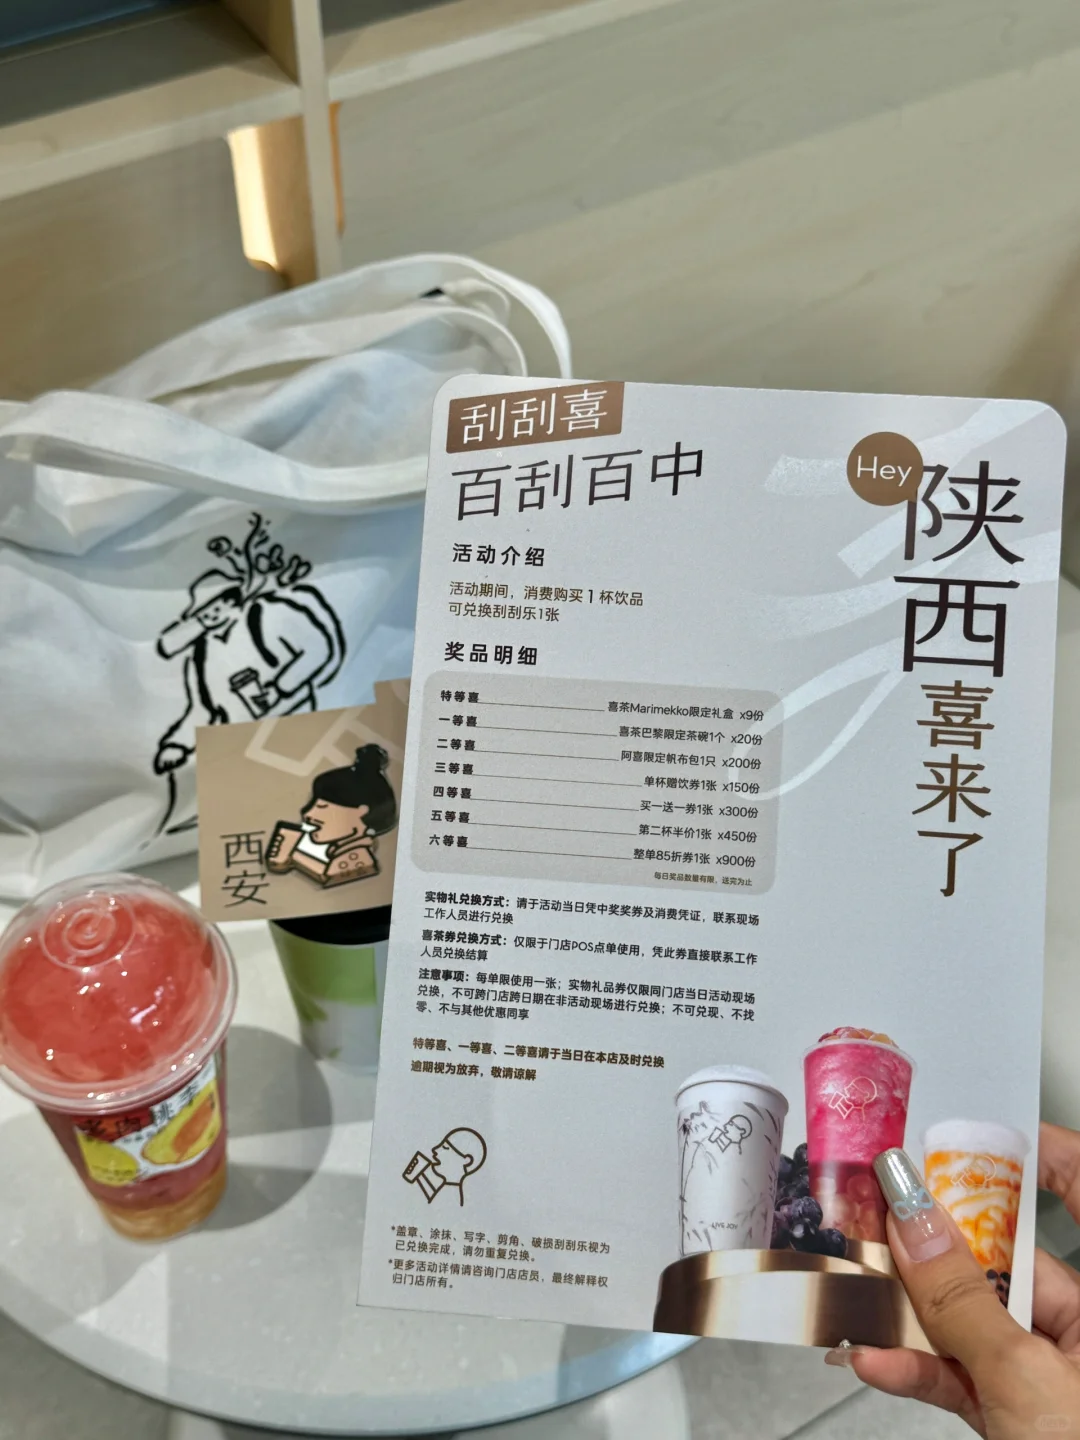 刮刮喜
百刮百中
Hey
陕西喜来了
活动介绍
活动期间，消费购买1杯饮品
可兑换刮刮乐1张
奖品明细
特等喜 喜茶Marimekko限定礼盒 x9份
一等喜 喜茶巴黎限定茶碗1个 x20份
二等喜 阿喜限定帆布包1只 x200份
三等喜 单杯赠饮券1张 x150份
四等喜 买一送一券1张 x300份
五等喜 第二杯半价1张 x450份
六等喜 整单85折券1张 x900份
每日奖品数量有限，送完为止
实物礼兑换方式：请于活动当日凭中奖奖券及消费凭证，联系现场
工作人员进行兑换
喜茶券兑换方式：仅限于门店POS点单使用，凭此券直接联系工作
人员兑换结算
注意事项：每单限使用一张；实物礼品券仅限同门店当日活动现场
兑换，不可跨门店跨日期在非活动现场进行兑换；不可兑现、不找
零、不与其他优惠同享
特等喜、一等喜、二等喜请于当日在本店及时兑换
逾期视为放弃，敬请谅解
*盖章、涂抹、写字、剪角、破损刮刮乐视为
已兑换完成，请勿重复兑换。
*更多活动详情请咨询门店店员，最终解释权
归门店所有。
LIVE JOY
西安